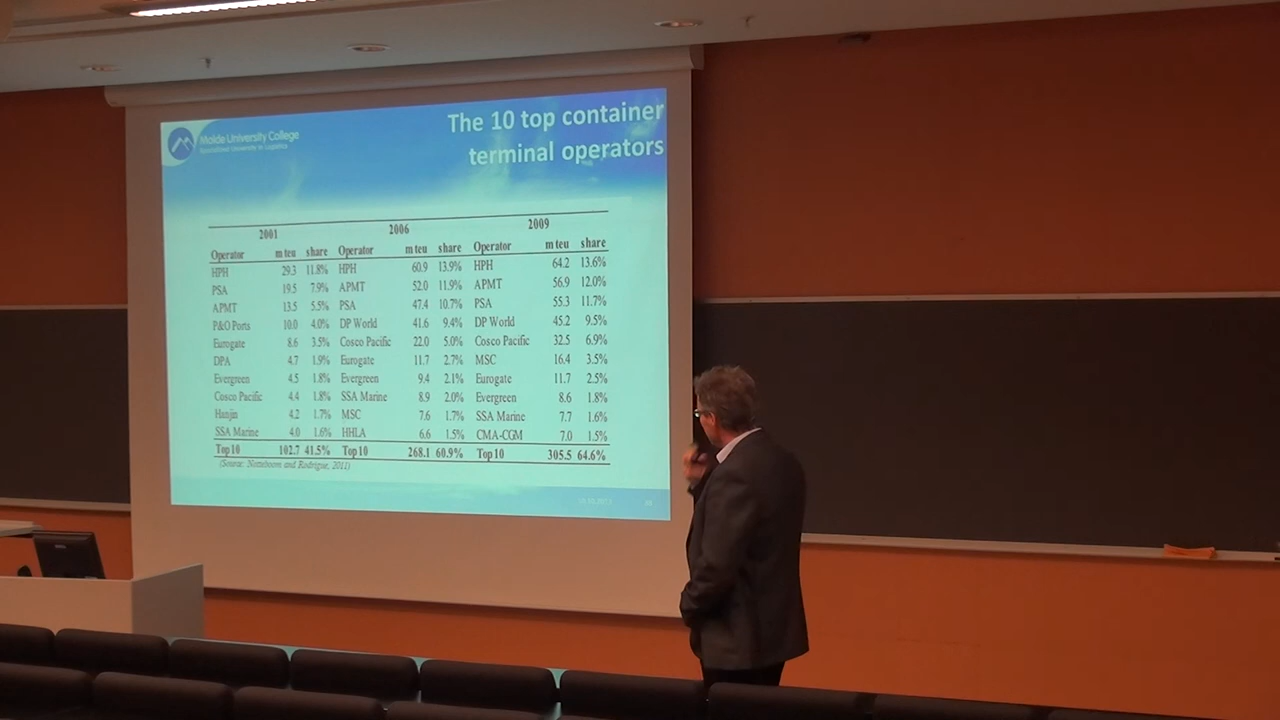 Molde University College
Specialized University in Logistics
The 10 top container
terminal operators
2001 2006 2009
Operator m teu share Operator m teu share Operator m teu share
HPH 29.3 11.8% HPH 60.9 13.9% HPH 64.2 13.6%
PSA 19.5 7.9% APMT 52.0 11.9% APMT 56.9 12.0%
APMT 13.5 5.5% PSA 47.4 10.7% PSA 55.3 11.7%
P&O Ports 10.0 4.0% DP World 41.6 9.4% DP World 45.2 9.5%
Eurogate 8.6 3.5% Cosco Pacific 22.0 5.0% Cosco Pacific 32.5 6.9%
DPA 4.7 1.9% Eurogate 11.7 2.7% MSC 16.4 3.5%
Evergreen 4.5 1.8% Evergreen 9.4 2.1% Eurogate 11.7 2.5%
Cosco Pacific 4.4 1.8% SSA Marine 8.9 2.0% Evergreen 8.6 1.8%
Hanjin 4.2 1.7% MSC 7.6 1.7% SSA Marine 7.7 1.6%
SSA Marine 4.0 1.6% HHLA 6.6 1.5% CMA-CGM 7.0 1.5%
Top10 102.7 41.5% Top10 268.1 60.9% Top10 305.5 64.6%
(Source: Notteboom and Rodrigue, 2011)